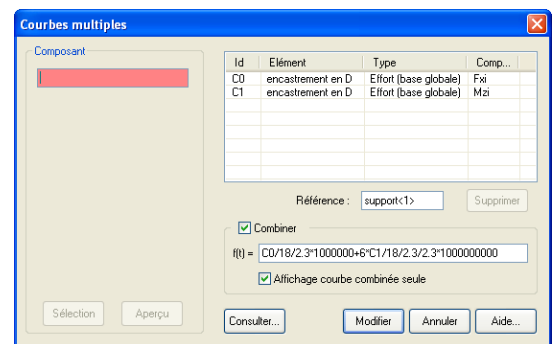 Courbes multiples
Composant
Id Elément Type Comp...
C0 encastrement en D Effort (base globale) Fxi
C1 encastrement en D Effort (base globale) Mzi
Référence : support<1> Supprimer
Combiner
f(t) = C0/18/2.3*1000000+6*C1/18/2.3/2.3*1000000000
Affichage courbe combinée seule
Sélection Aperçu Consulter... Modifier Annuler Aide...